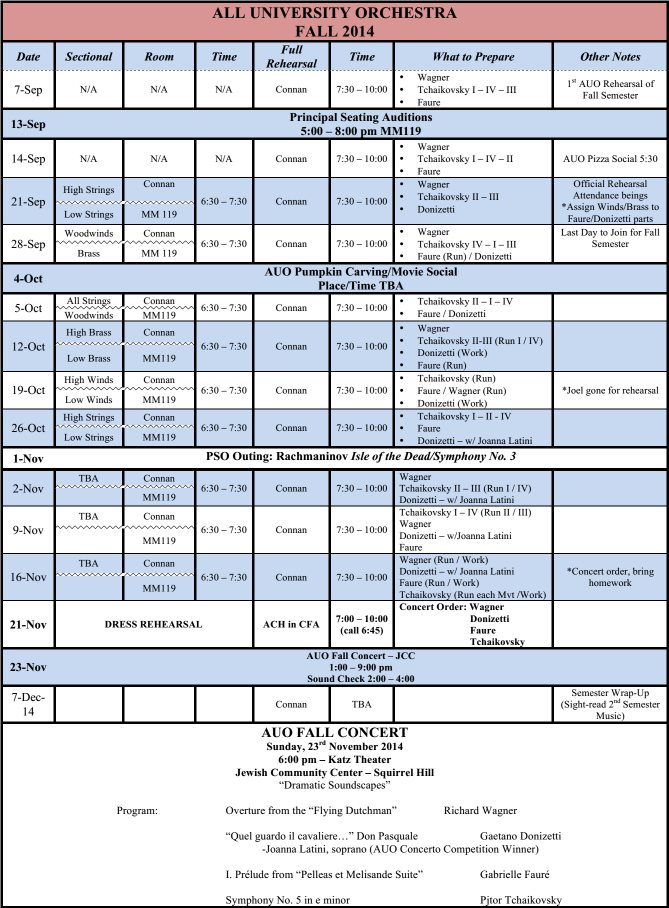 ALL UNIVERSITY ORCHESTRA
FALL 2014
Date Sectional Room Time Full Rehearsal Time What to Prepare Other Notes
7-Sep N/A N/A N/A Connan 7:30 – 10:00
• Wagner
• Tchaikovsky I – IV – III
• Faure
1st AUO Rehearsal of
Fall Semester
13-Sep
Principal Seating Auditions
5:00 – 8:00 pm MM119
14-Sep N/A N/A N/A Connan 7:30 – 10:00
• Wagner
• Tchaikovsky I – IV – II
• Faure
AUO Pizza Social 5:30
21-Sep
High Strings Connan
Low Strings MM 119
6:30 – 7:30 Connan 7:30 – 10:00
• Wagner
• Tchaikovsky II – III
• Donizetti
Official Rehearsal
Attendance beings
*Assign Winds/Brass to
Faure/Donizetti parts
28-Sep
Woodwinds Connan
Brass MM 119
6:30 – 7:30 Connan 7:30 – 10:00
• Wagner
• Tchaikovsky IV – I – III
• Faure (Run) / Donizetti
Last Day to Join for Fall
Semester
4-Oct
AUO Pumpkin Carving/Movie Social
Place/Time TBA
5-Oct
All Strings Connan
Woodwinds MM119
6:30 – 7:30 Connan 7:30 – 10:00
• Tchaikovsky II – I – IV
• Faure / Donizetti
12-Oct
High Brass Connan
Low Brass MM119
6:30 – 7:30 Connan 7:30 – 10:00
• Wagner
• Tchaikovsky II-III (Run I / IV)
• Donizetti (Work)
• Faure (Run)
19-Oct
High Winds Connan
Low Winds MM119
6:30 – 7:30 Connan 7:30 – 10:00
• Tchaikovsky (Run)
• Faure / Wagner (Run)
• Donizetti (Work)
*Joel gone for rehearsal
26-Oct
High Strings Connan
Low Strings MM119
6:30 – 7:30 Connan 7:30 – 10:00
• Tchaikovsky I – II - IV
• Faure
• Donizetti – w/ Joanna Latini
1-Nov
PSO Outing: Rachmaninov Isle of the Dead/Symphony No. 3
2-Nov
TBA Connan
MM119
6:30 – 7:30 Connan 7:30 – 10:00
Wagner
Tchaikovsky II – III (Run I / IV)
Donizetti – w/ Joanna Latini
9-Nov
TBA Connan
MM119
6:30 – 7:30 Connan 7:30 – 10:00
Tchaikovsky I – IV (Run II / III)
Wagner
Donizetti – w/Joanna Latini
Faure
16-Nov
TBA Connan
MM119
6:30 – 7:30 Connan 7:30 – 10:00
Wagner (Run / Work)
Donizetti – w/ Joanna Latini
Faure (Run / Work)
Tchaikovsky (Run each Mvt /Work)
*Concert order, bring
homework
21-Nov DRESS REHEARSAL ACH in CFA
7:00 – 10:00
(call 6:45)
Concert Order: Wagner
Donizetti
Faure
Tchaikovsky
23-Nov
AUO Fall Concert – JCC
1:00 – 9:00 pm
Sound Check 2:00 – 4:00
7-Dec-
14
Connan TBA
Semester Wrap-Up
(Sight-read 2nd Semester
Music)
AUO FALL CONCERT
Sunday, 23rd November 2014
6:00 pm – Katz Theater
Jewish Community Center – Squirrel Hill
“Dramatic Soundscapes”
Program: Overture from the “Flying Dutchman” Richard Wagner
“Quel guardo il cavaliere…” Don Pasquale Gaetano Donizetti
-Joanna Latini, soprano (AUO Concerto Competition Winner)
I. Prélude from “Pelleas et Melisande Suite” Gabrielle Fauré
Symphony No. 5 in e minor Pjtor Tchaikovsky